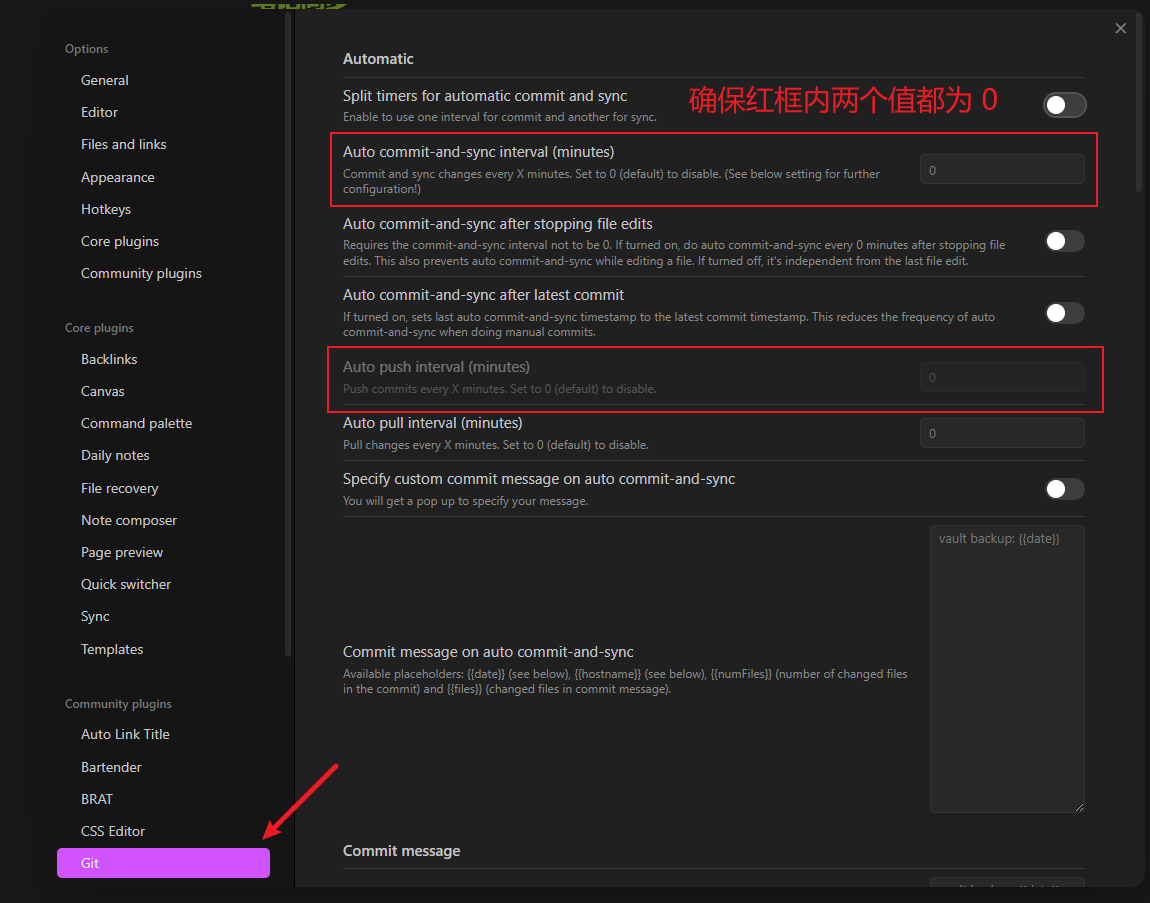 Options
General
Editor
Files and links
Appearance
Hotkeys
Core plugins
Community plugins
Core plugins
Backlinks
Canvas
Command palette
Daily notes
File recovery
Note composer
Page preview
Quick switcher
Sync
Templates
Community plugins
Auto Link Title
Bartender
BRAT
CSS Editor
Git
Automatic
Split timers for automatic commit and sync
Enable to use one interval for commit and another for sync.
确保红框内两个值都为 0
Auto commit-and-sync interval (minutes)
Commit and sync changes every X minutes. Set to 0 (default) to disable. (See below setting for further
configuration!)
0
Auto commit-and-sync after stopping file edits
Requires the commit-and-sync interval not to be 0. If turned on, do auto commit-and-sync every 0 minutes after stopping file
edits. This also prevents auto commit-and-sync while editing a file. If turned off, it's independent from the last file edit.
Auto commit-and-sync after latest commit
If turned on, sets last auto commit-and-sync timestamp to the latest commit timestamp. This reduces the frequency of auto
commit-and-sync when doing manual commits.
Auto push interval (minutes)
Push commits every X minutes. Set to 0 (default) to disable.
0
Auto pull interval (minutes)
Pull changes every X minutes. Set to 0 (default) to disable.
0
Specify custom commit message on auto commit-and-sync
You will get a pop up to specify your message.
vault backup: {{date}}
Commit message on auto commit-and-sync
Available placeholders: {{date}} (see below), {{hostname}} (see below), {{numFiles}} (number of changed files
in the commit) and {{files}} (changed files in commit message).
Commit message